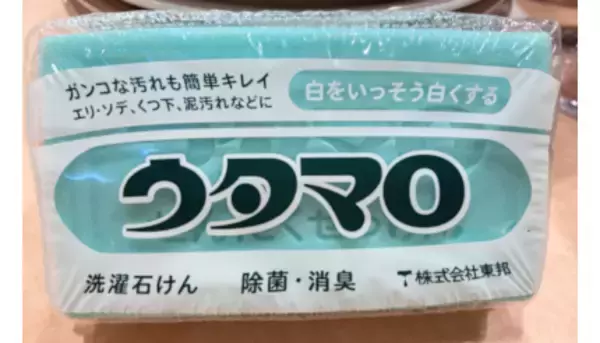 ガンコな汚れも簡単キレイ
エリ・ソデ、くつ下、泥汚れなどに
白をいっそう白くする
ウタマロ
洗濯石けん 除菌・消臭 株式会社東邦